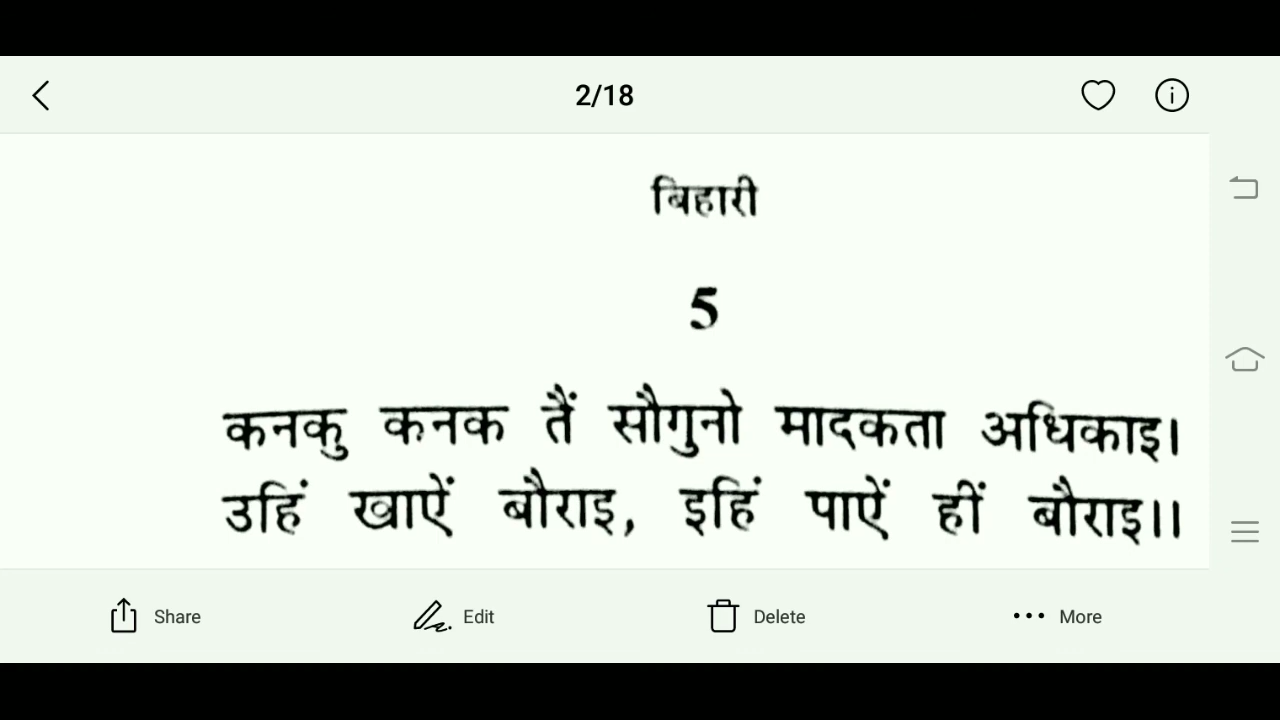 2/18
बिहारी
5
कनकु कनक तैं सौगुनो मादकता अधिकाइ।
उहिं खाऐं बौराइ, इहिं पाऐं हीं बौराइ।।
Share Edit Delete More